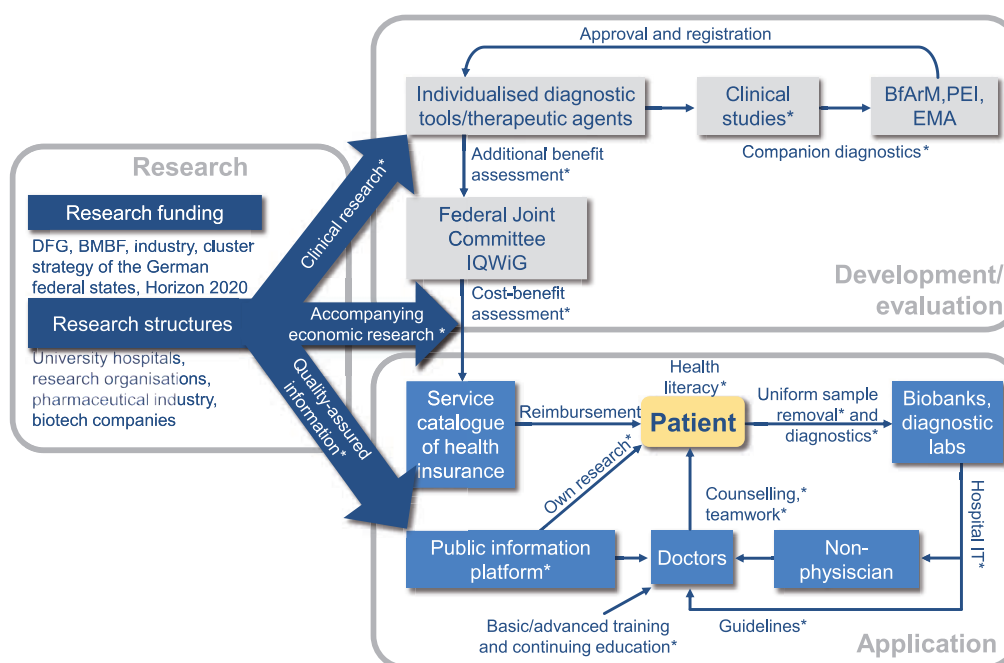 Approval and registration
Individualised diagnostic
tools/therapeutic agents
Clinical
studies*
BfArM,PEI,
EMA
Companion diagnostics*
Additional benefit
assessment*
Federal Joint
Committee
IQWiG
Cost-benefit
assessment*
Development/
evaluation
Research
Research funding
DFG, BMBF, industry, cluster
strategy of the German
federal states, Horizon 2020
Research structures
University hospitals,
research organisations,
pharmaceutical industry,
biotech companies
Clinical research*
Accompanying
economic research *
Quality-assured
information*
Service
catalogue
of health
insurance
Reimbursement
Health
literacy*
Patient
Uniform sample
removal* and
diagnostics*
Biobanks,
diagnostic
labs
Own research*
Counselling,*
teamwork*
Hospital IT*
Public information
platform*
Doctors
Non-
physiscian
Basic/advanced training
and continuing education*
Guidelines*
Application